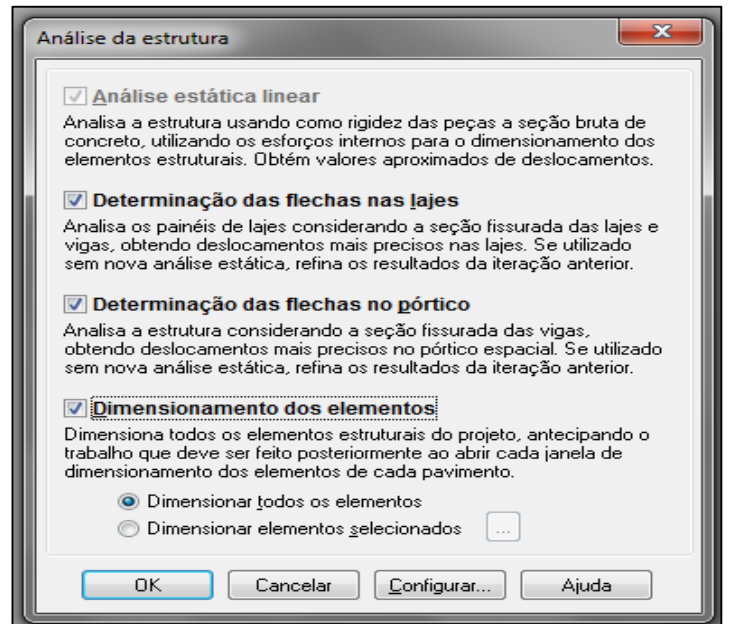 Análise da estrutura
Análise estática linear
Analisa a estrutura usando como rigidez das peças a seção bruta de
concreto, utilizando os esforços internos para o dimensionamento dos
elementos estruturais. Obtém valores aproximados de deslocamentos.
Determinação das flechas nas lajes
Analisa os painéis de lajes considerando a seção fissurada das lajes e
vigas, obtendo deslocamentos mais precisos nas lajes. Se utilizado
sem nova análise estática, refina os resultados da iteração anterior.
Determinação das flechas no pórtico
Analisa a estrutura considerando a seção fissurada das vigas,
obtendo deslocamentos mais precisos no pórtico espacial. Se utilizado
sem nova análise estática, refina os resultados da iteração anterior.
Dimensionamento dos elementos
Dimensiona todos os elementos estruturais do projeto, antecipando o
trabalho que deve ser feito posteriormente ao abrir cada janela de
dimensionamento dos elementos de cada pavimento.
Dimensionar todos os elementos
Dimensionar elementos selecionados ...
OK Cancelar Configurar... Ajuda